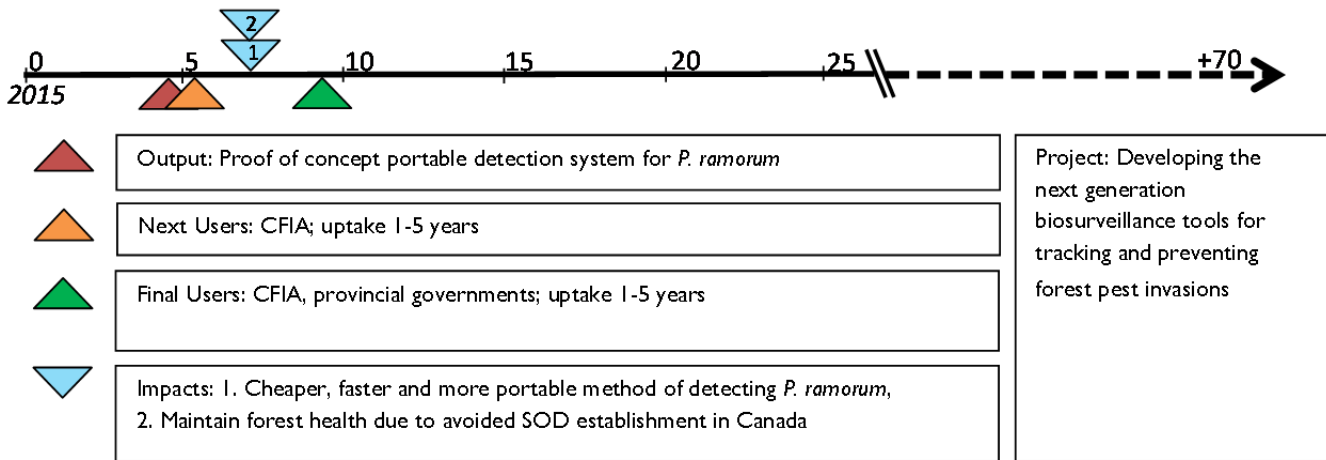 2
1
0 5 10 15 20 25 +70
2015
Output: Proof of concept portable detection system for P. ramorum
Next Users: CFIA; uptake 1-5 years
Final Users: CFIA, provincial governments; uptake 1-5 years
Impacts: 1. Cheaper, faster and more portable method of detecting P. ramorum,
2. Maintain forest health due to avoided SOD establishment in Canada
Project: Developing the
next generation
biosurveillance tools for
tracking and preventing
forest pest invasions